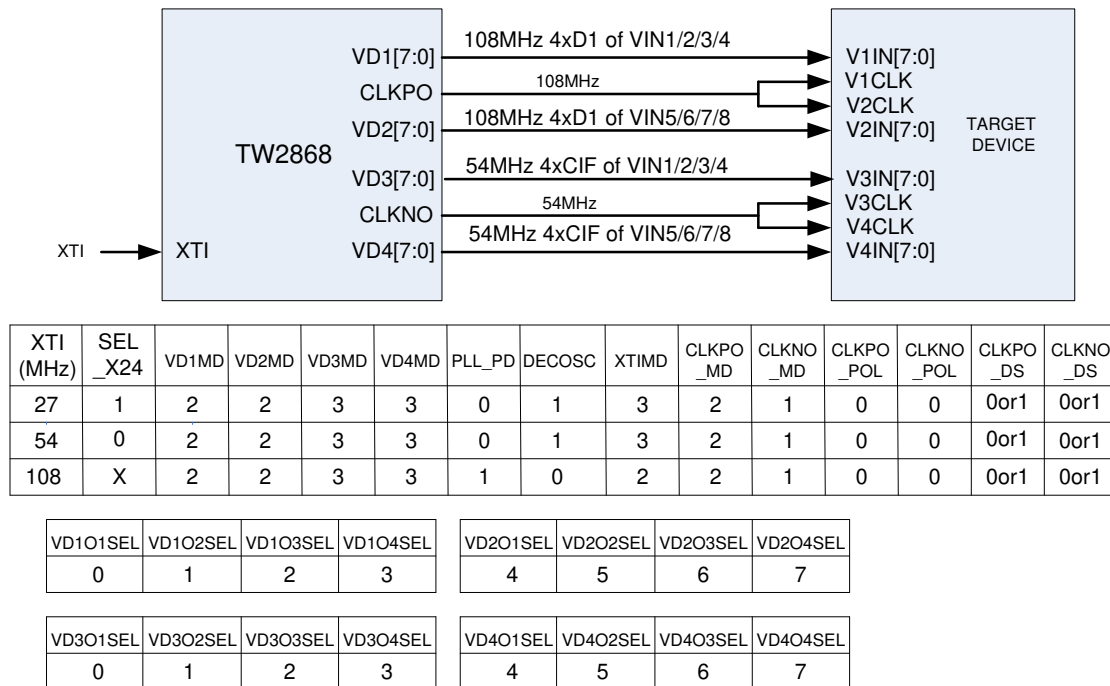 VD1[7:0] 108MHz 4xD1 of VIN1/2/3/4 V1IN[7:0]
CLKPO 108MHz V1CLK
V2CLK
VD2[7:0] 108MHz 4xD1 of VIN5/6/7/8 V2IN[7:0]
TW2868
TARGET
DEVICE
VD3[7:0] 54MHz 4xCIF of VIN1/2/3/4 V3IN[7:0]
CLKNO 54MHz V3CLK
V4CLK
XTI XTI VD4[7:0] 54MHz 4xCIF of VIN5/6/7/8 V4IN[7:0]
XTI (MHz) SEL _X24 VD1MD VD2MD VD3MD VD4MD PLL_PD DECOSC XTIMD CLKPO _MD CLKNO _MD CLKPO _POL CLKNO _POL CLKPO _DS CLKNO _DS
27 1 2 2 3 3 0 1 3 2 1 0 0 0or1 0or1
54 0 2 2 3 3 0 1 3 2 1 0 0 0or1 0or1
108 X 2 2 3 3 1 0 2 2 1 0 0 0or1 0or1
VD1O1SEL VD1O2SEL VD1O3SEL VD1O4SEL VD2O1SEL VD2O2SEL VD2O3SEL VD2O4SEL
0 1 2 3 4 5 6 7
VD3O1SEL VD3O2SEL VD3O3SEL VD3O4SEL VD4O1SEL VD4O2SEL VD4O3SEL VD4O4SEL
0 1 2 3 4 5 6 7